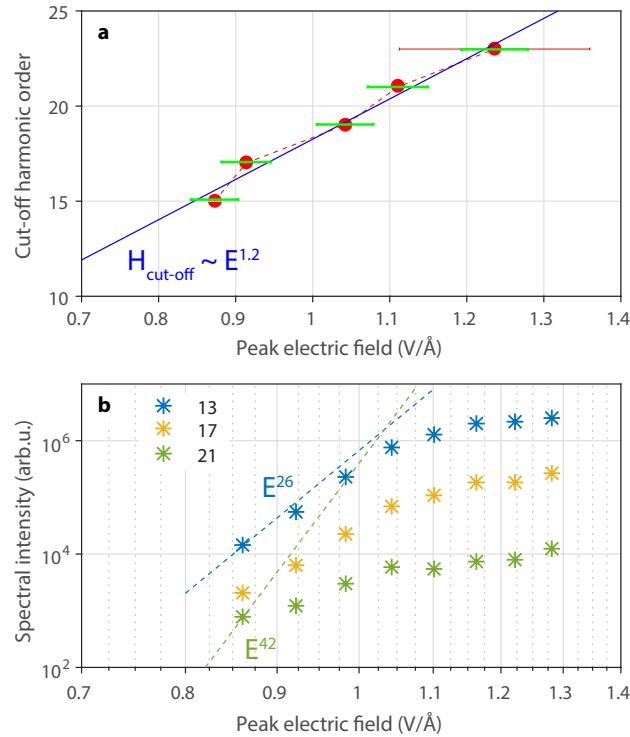 a
25
20
15
10
Cut-off harmonic order
H_cut-off ~ E^1.2
0.7 0.8 0.9 1 1.1 1.2 1.3 1.4
Peak electric field (V/Å)
b
13
17
21
10^6
10^4
10^2
Spectral intensity (arb.u.)
E^26
E^42
0.7 0.8 0.9 1 1.1 1.2 1.3 1.4
Peak electric field (V/Å)